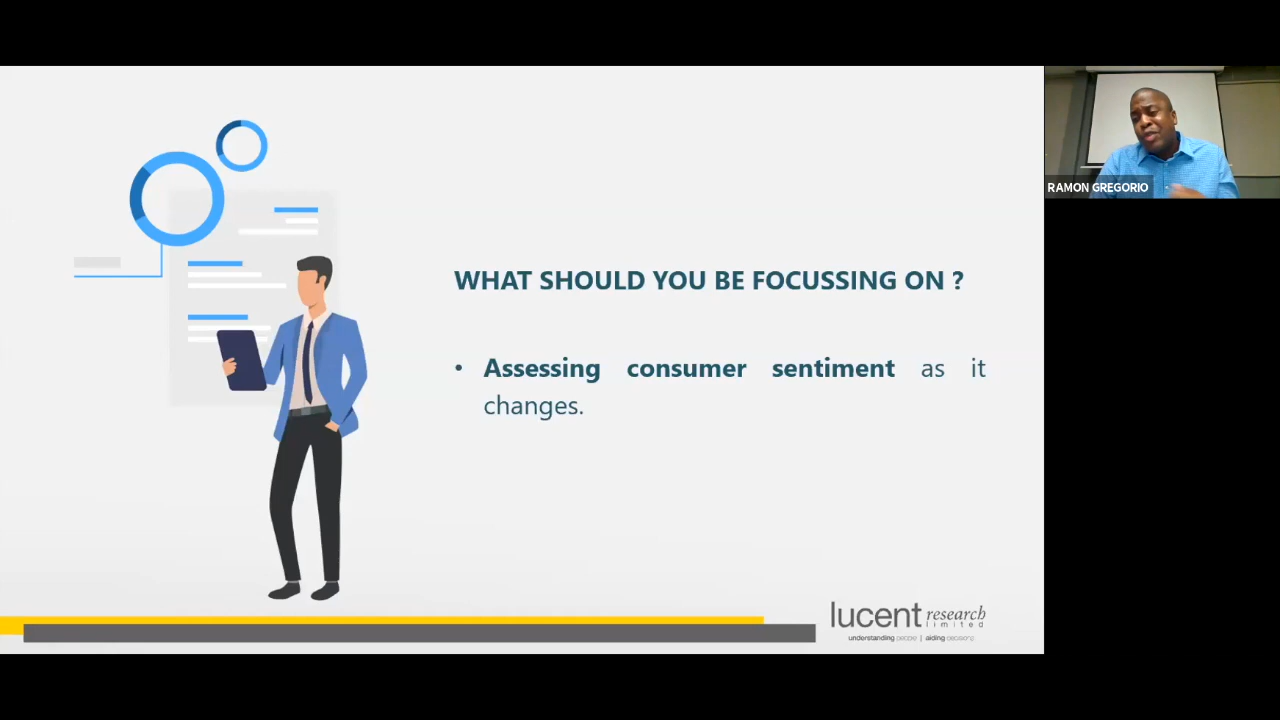 WHAT SHOULD YOU BE FOCUSSING ON ?
• Assessing consumer sentiment as it
changes.
RAMON GREGORIO
lucent research
limited
understanding people | aiding decisions